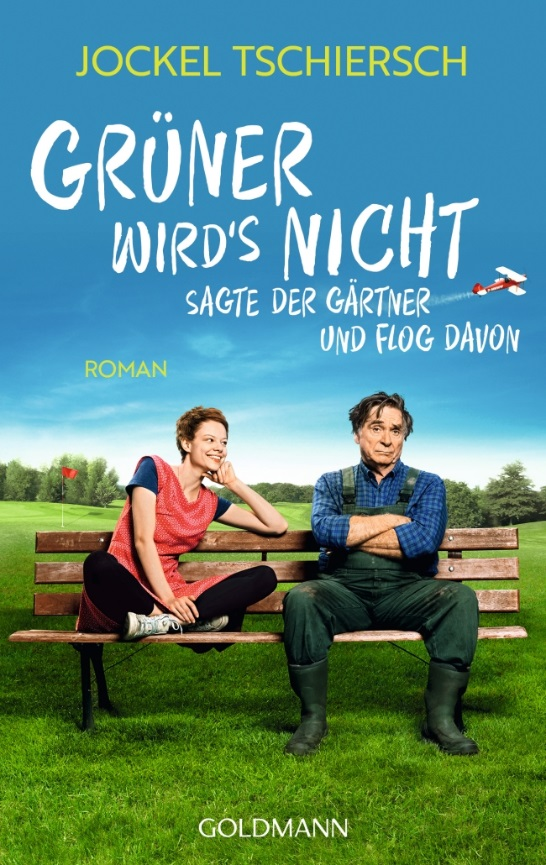 JOCKEL TSCHIERSCH
GRÜNER
WIRD'S NICHT
SAGTE DER GÄRTNER
UND FLOG DAVON
ROMAN
GOLDMANN